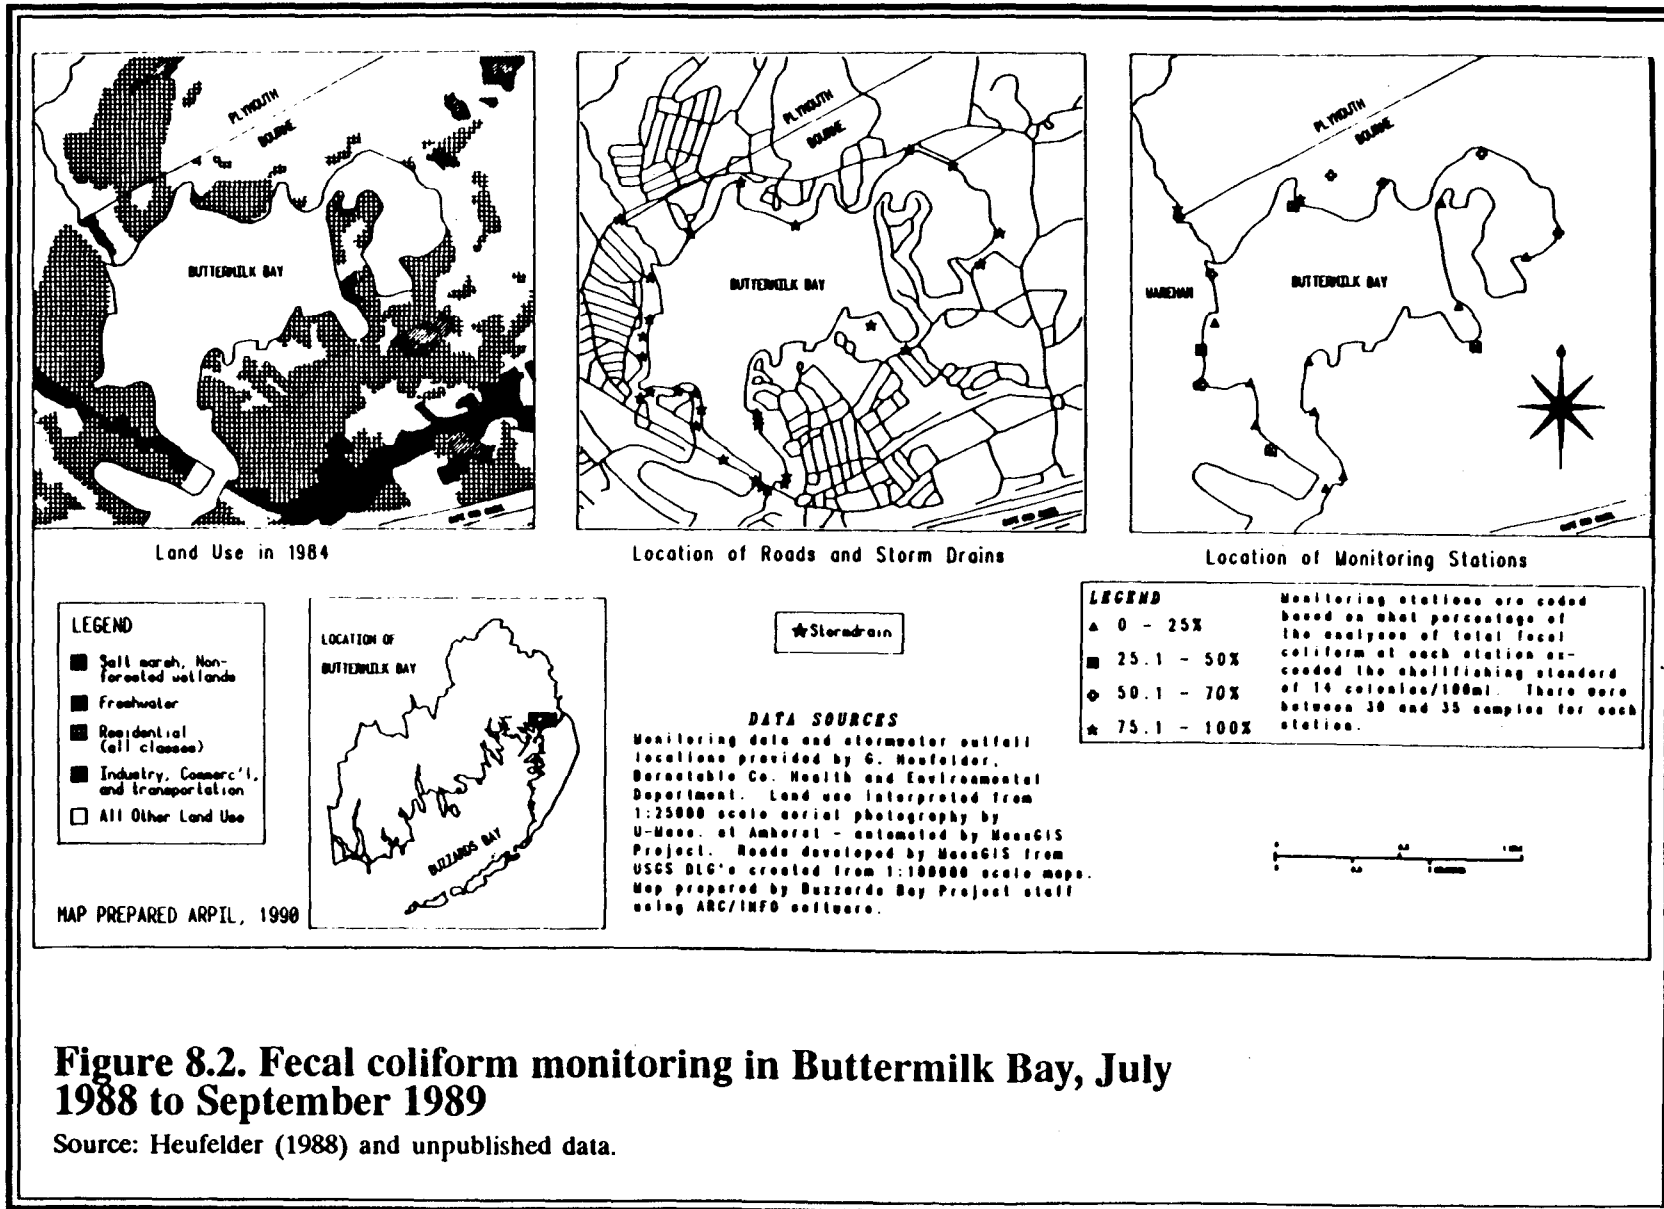 PLYMOUTH
BOURNE
BUTTERMILK BAY
Land Use in 1984
PLYMOUTH
BOURNE
BUTTERMILK BAY
Location of Roads and Storm Drains
PLYMOUTH
BOURNE
WAREHAM
BUTTERMILK BAY
Location of Monitoring Stations
LEGEND
Salt marsh, Non-
forested wetlands
Freshwater
Residential
(all classes)
Industry, Commerc'l,
and transportation
All Other Land Use
MAP PREPARED ARPIL, 1990
LOCATION OF
BUTTERMILK BAY
BUZZARDS BAY
Stormdrain
DATA SOURCES
Monitoring data and stormwater outfall
locations provided by G. Heufelder,
Barnstable Co. Health and Environmental
Department. Land use interpreted from
1:25000 scale aerial photography by
U-Mass. at Amherst - automated by MassGIS
Project. Roads developed by MassGIS from
USGS DLG's created from 1:100000 scale maps.
Map prepared by Buzzards Bay Project staff
using ARC/INFO software.
LEGEND
0 - 25%
25.1 - 50%
50.1 - 70%
75.1 - 100%
Monitoring stations are coded
based on what percentage of
the analyses of total fecal
coliform at each station ex-
ceeded the shellfishing standard
of 14 colonies/100ml. There were
between 30 and 35 samples for each
station.
Figure 8.2. Fecal coliform monitoring in Buttermilk Bay, July
1988 to September 1989
Source: Heufelder (1988) and unpublished data.